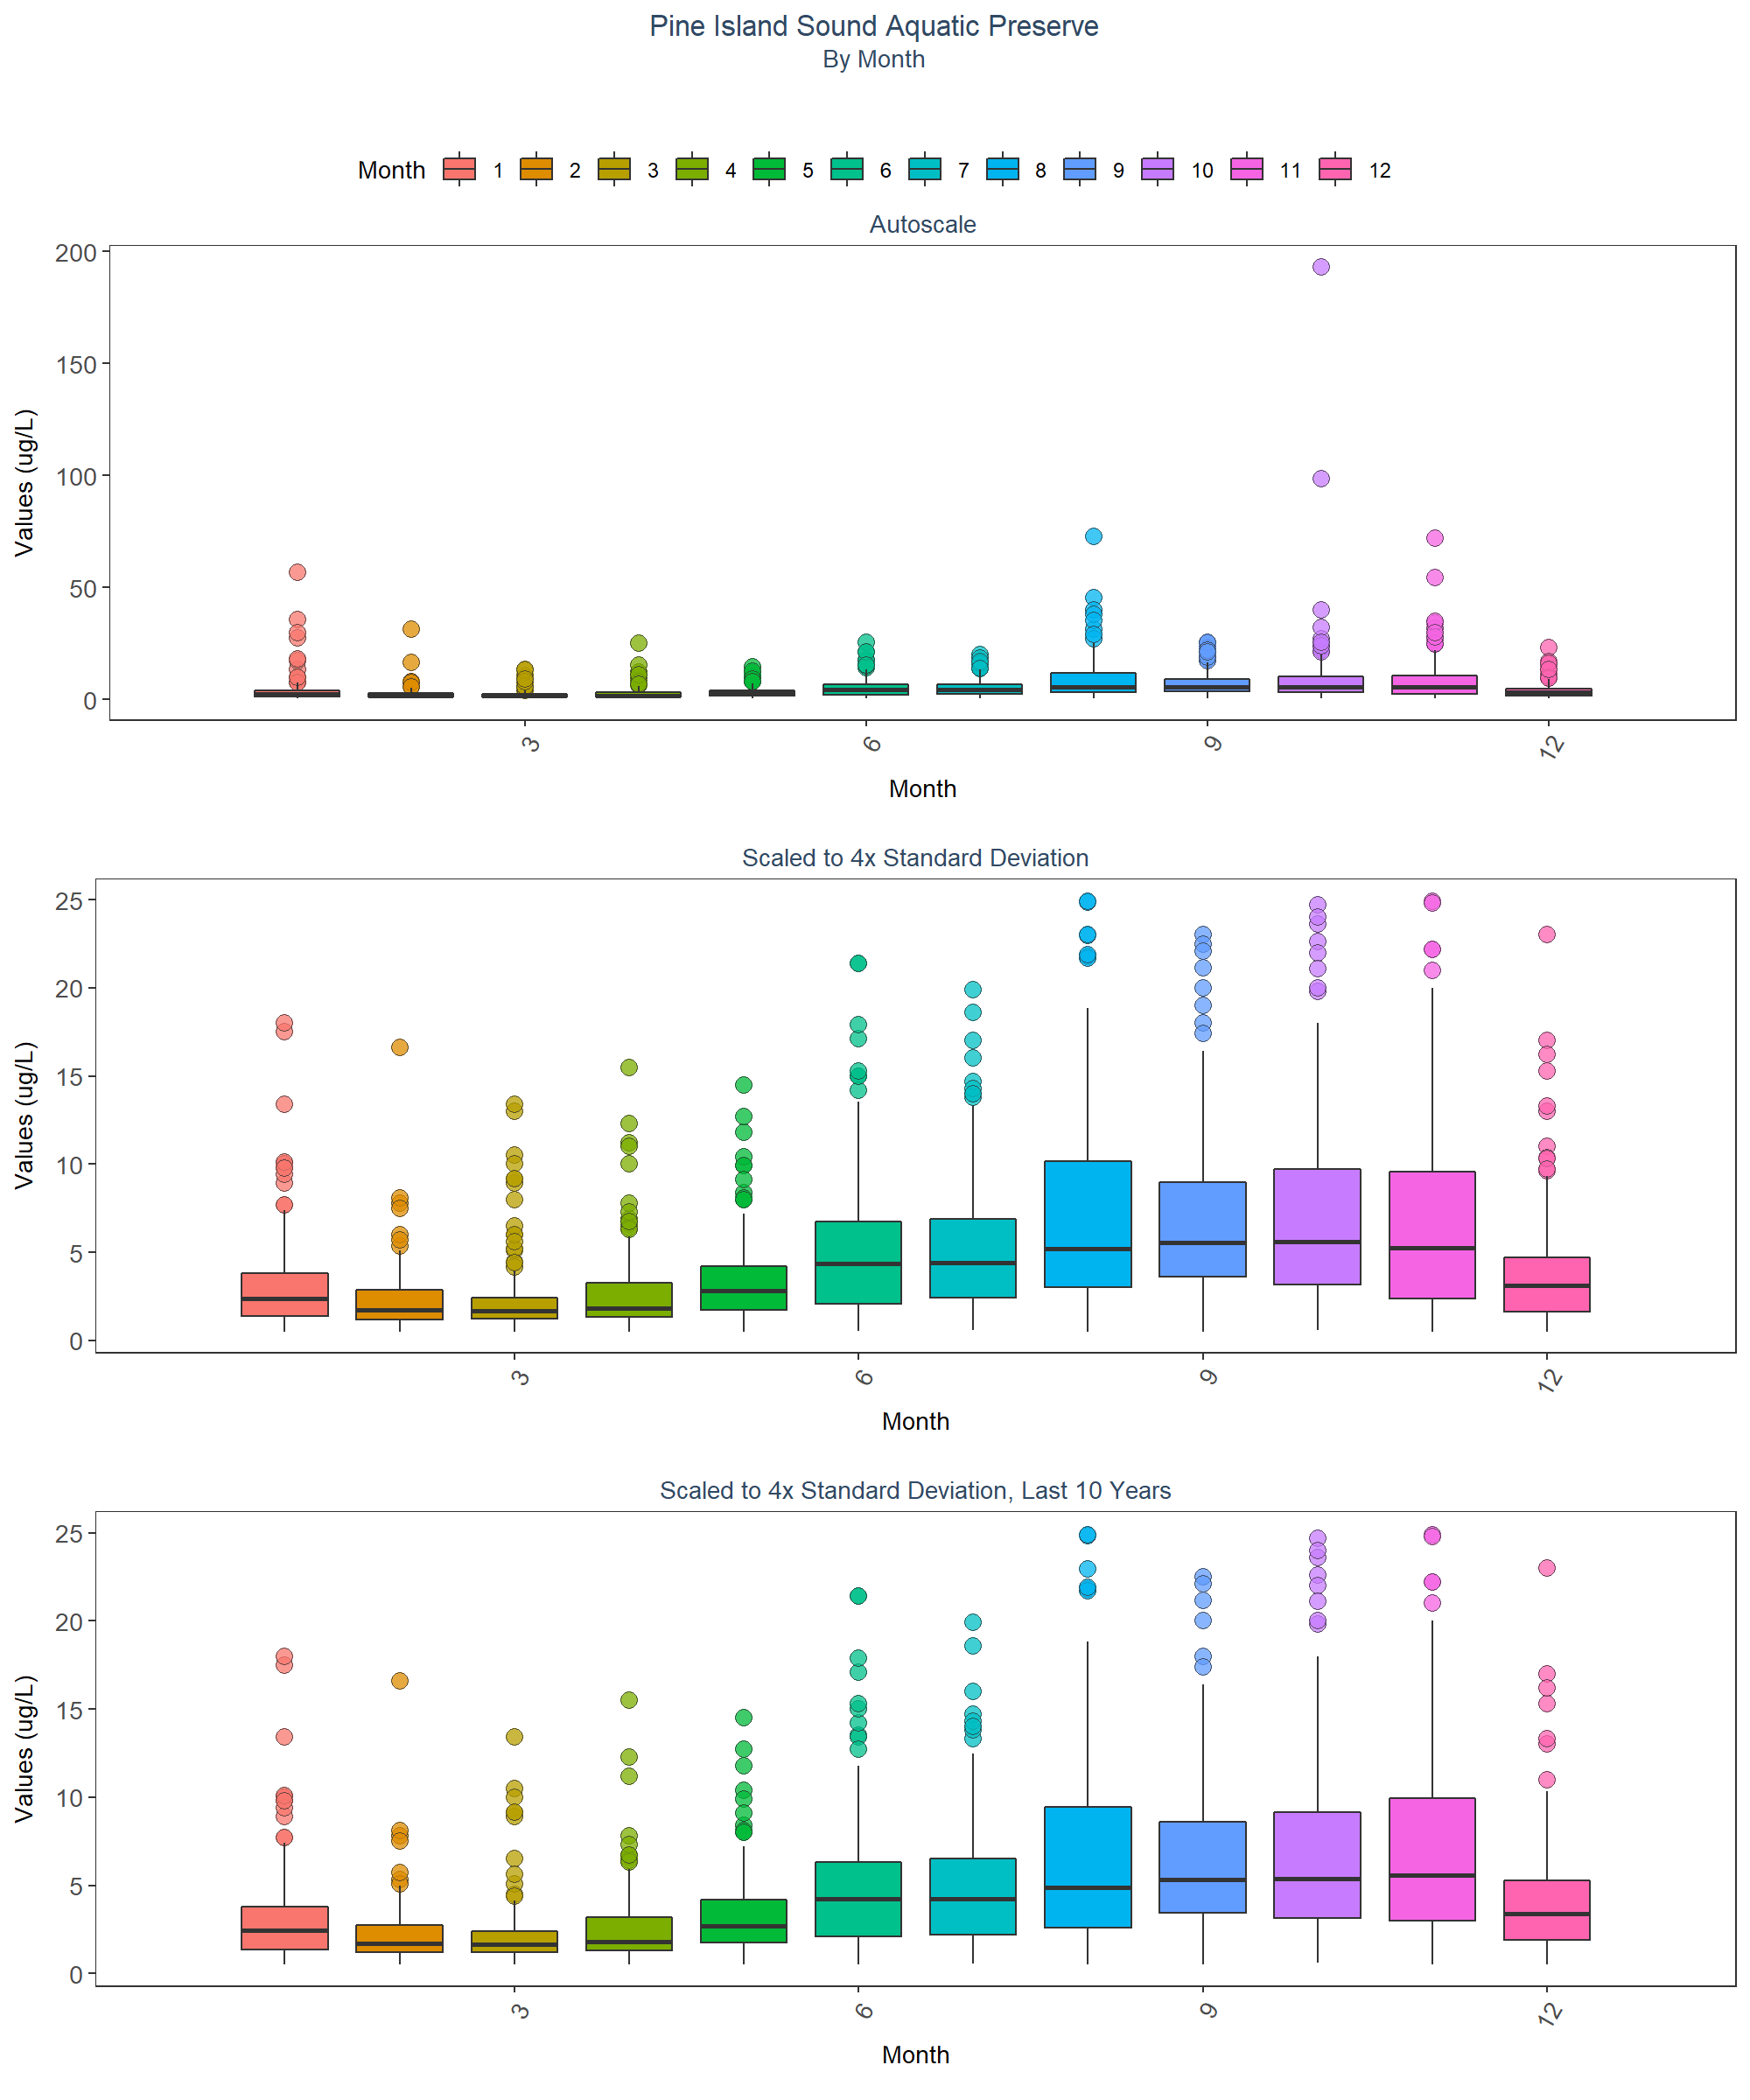 Pine Island Sound Aquatic Preserve
By Month
Month 1 2 3 4 5 6 7 8 9 10 11 12
Autoscale
Values (ug/L)
200
150
100
50
0
3 6 9 12
Month
Scaled to 4x Standard Deviation
Values (ug/L)
25
20
15
10
5
0
3 6 9 12
Month
Scaled to 4x Standard Deviation, Last 10 Years
Values (ug/L)
25
20
15
10
5
0
3 6 9 12
Month